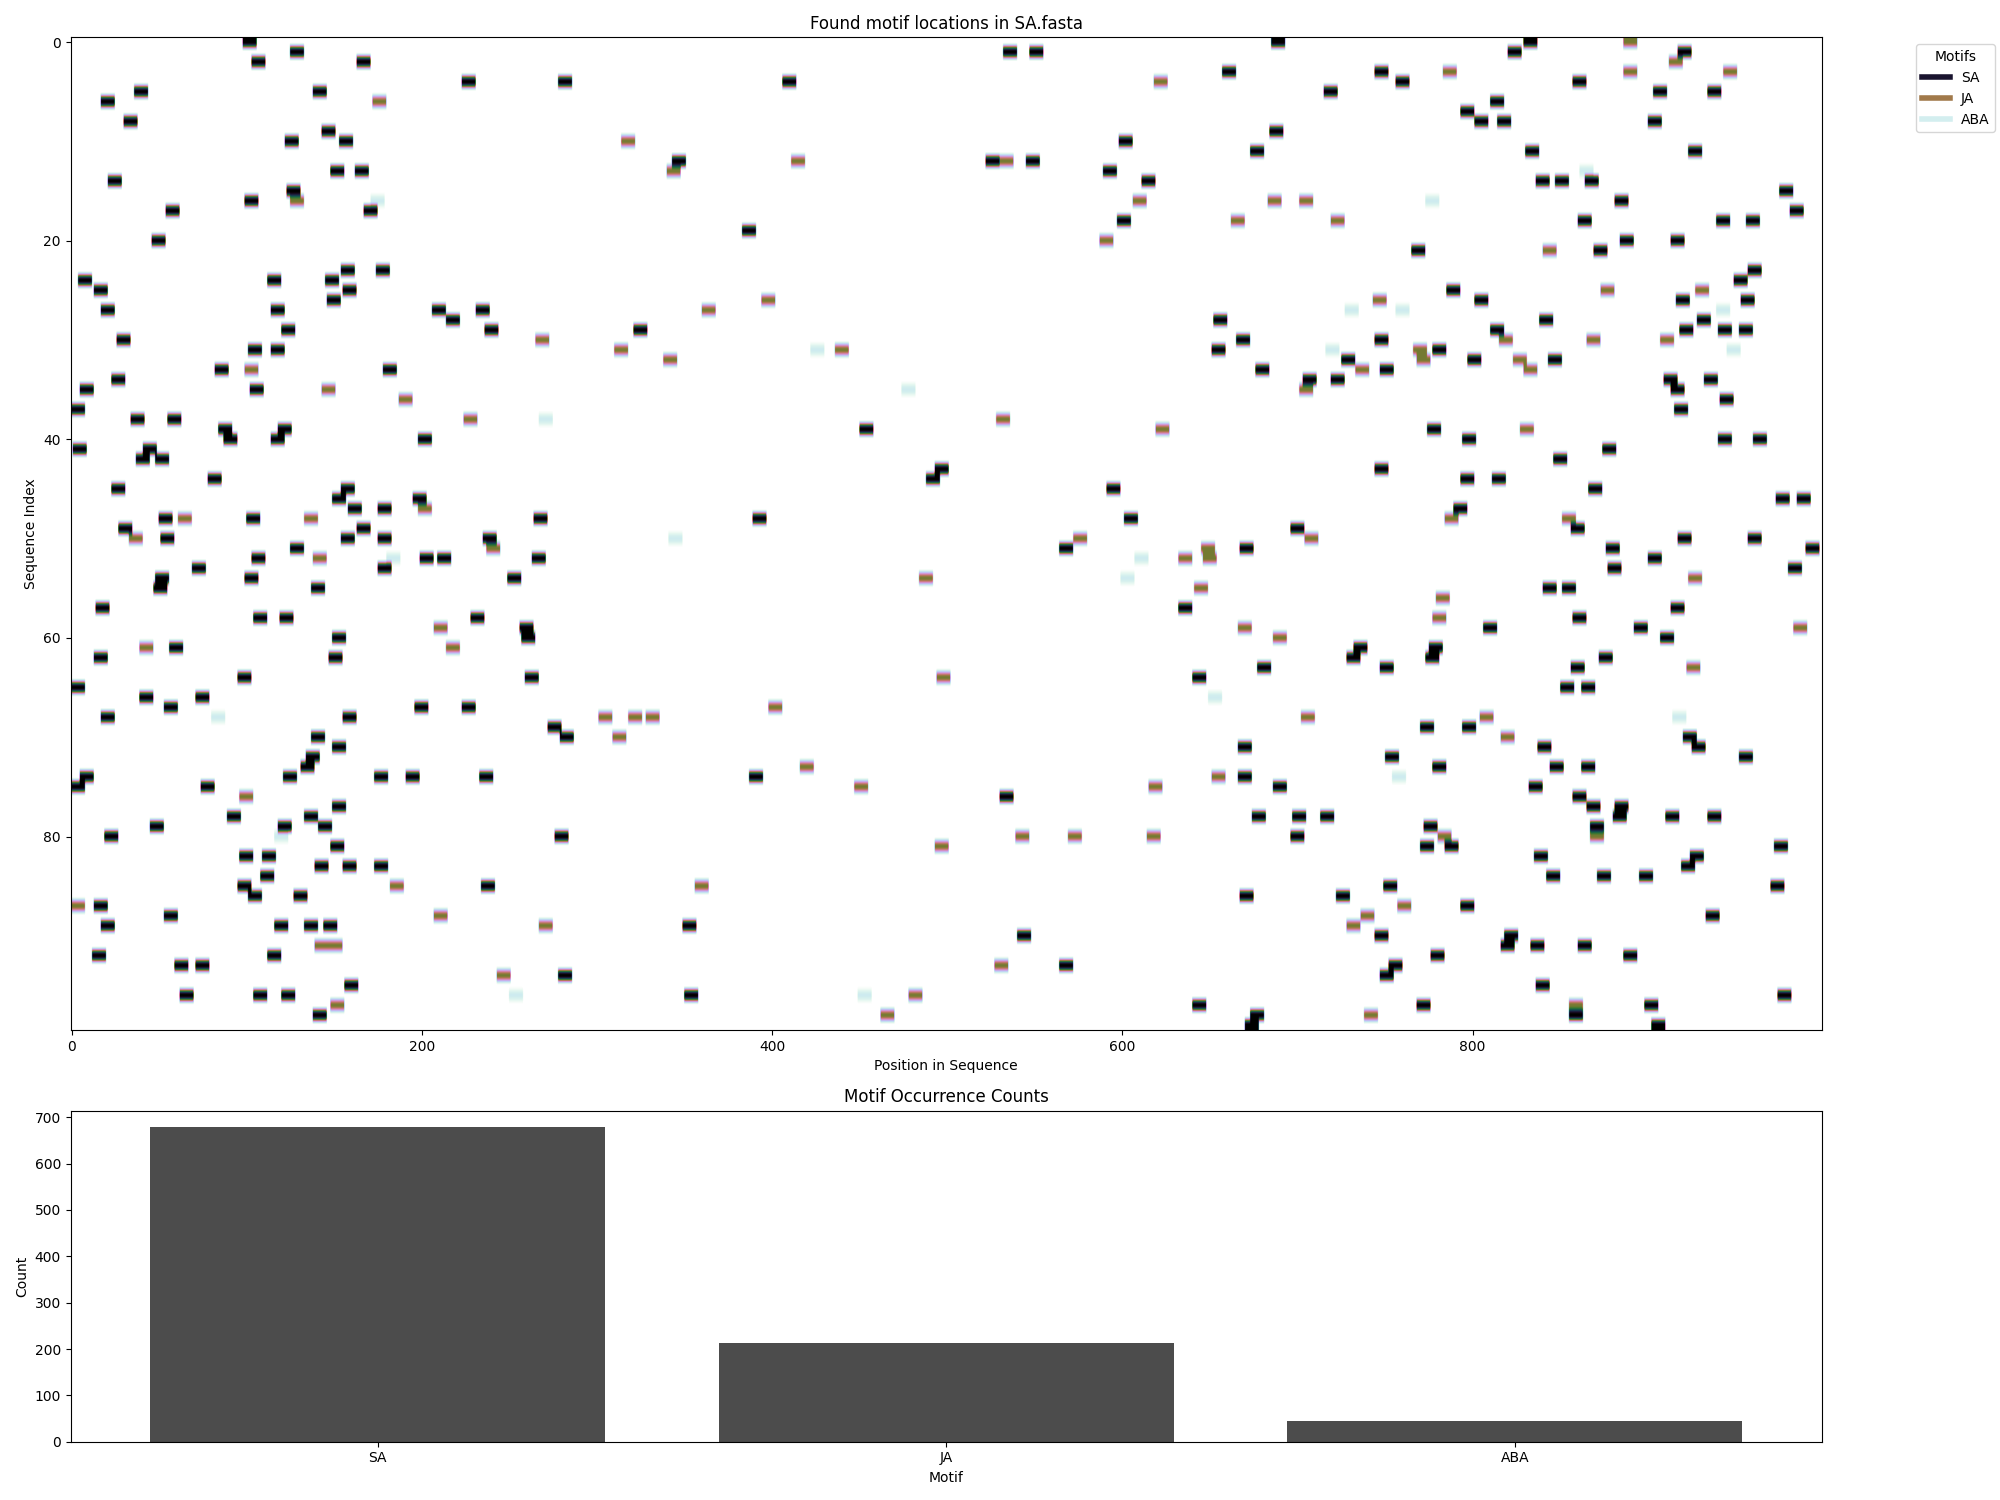 Found motif locations in SA.fasta
Motifs
SA
JA
ABA
0
20
40
60
80
Sequence Index
0 200 400 600 800
Position in Sequence
Motif Occurrence Counts
700
600
500
400
300
200
100
0
Count
SA JA ABA
Motif